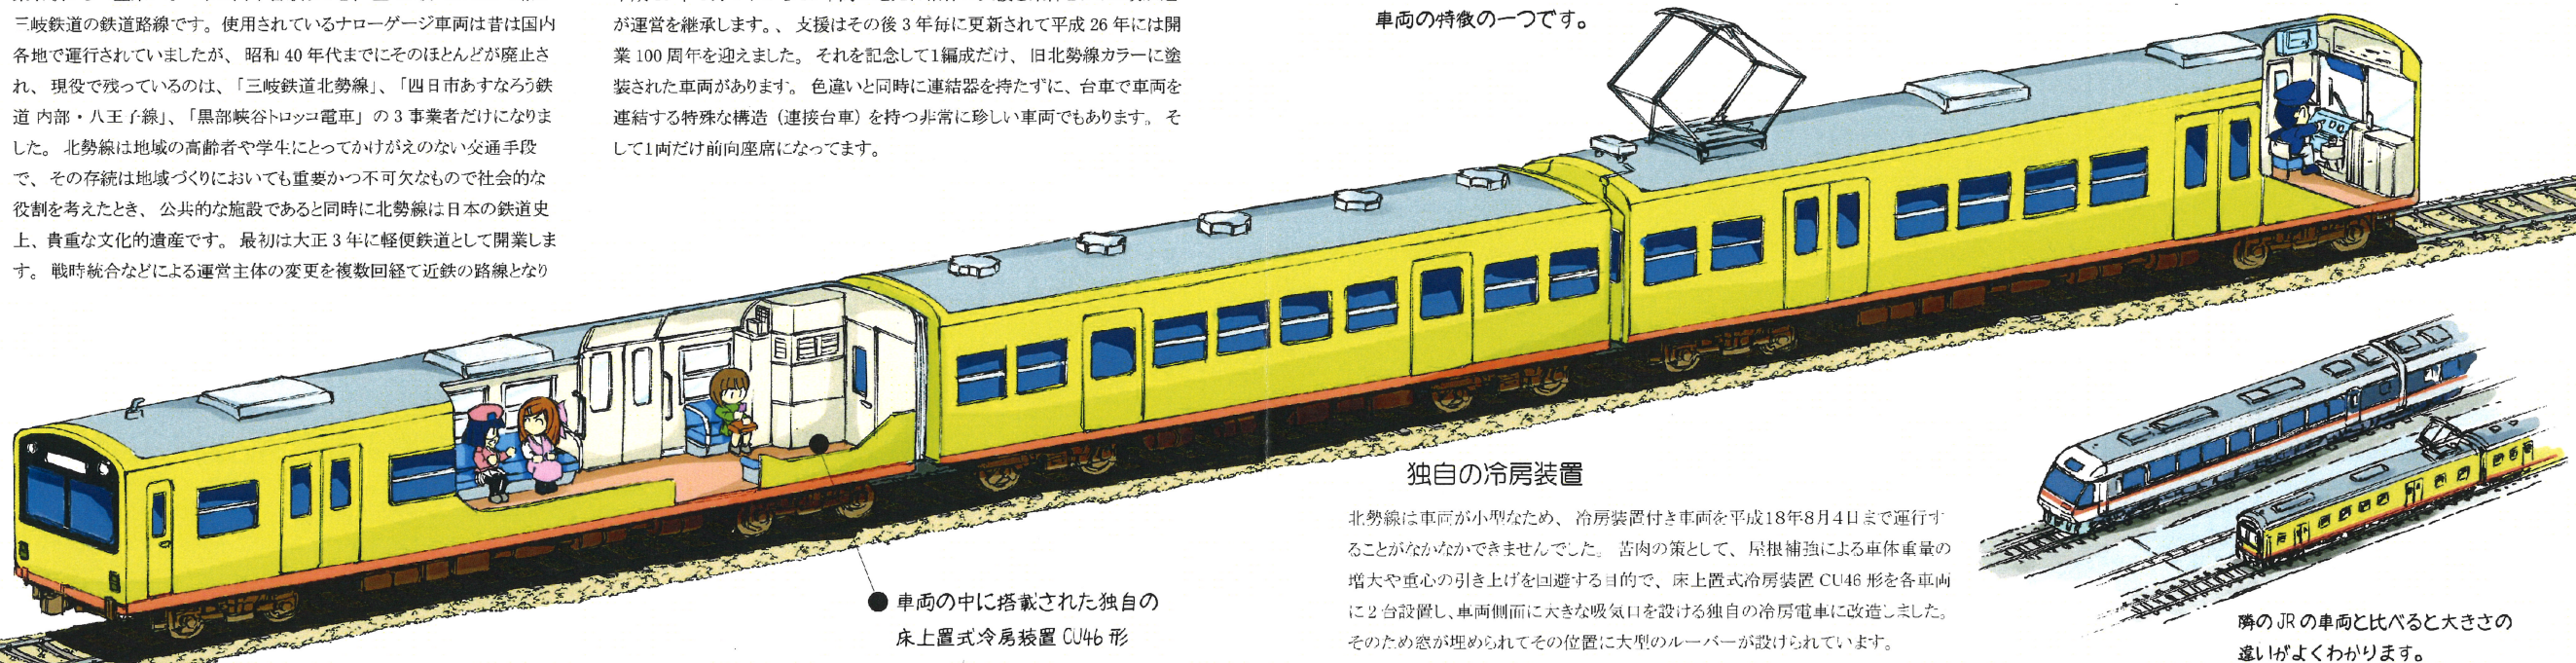 三岐鉄道の鉄道路線です。使用されているナローゲージ車両は昔は国内
各地で運行されていましたが、昭和 40 年代までにそのほとんどが廃止さ
れ、現役で残っているのは、「三岐鉄道北勢線」、「四日市あすなろう鉄
道 内部・八王子線」、「黒部峡谷トロッコ電車」の 3 事業者だけになりま
した。北勢線は地域の高齢者や学生にとってかけがえのない交通手段
で、その存続は地域づくりにおいても重要かつ不可欠なもので社会的な
役割を考えたとき、公共的な施設であると同時に北勢線は日本の鉄道史
上、貴重な文化的遺産です。最初は大正 3 年に軽便鉄道として開業しま
す。戦時統合などによる運営主体の変更を複数回経て近鉄の路線となり
が運営を継承します。、支援はその後 3 年毎に更新されて平成 26 年には開
業 100 周年を迎えました。それを記念して1編成だけ、旧北勢線カラーに塗
装された車両があります。色違いと同時に連結器を持たずに、台車で車両を
連結する特殊な構造（連接台車）を持つ非常に珍しい車両でもあります。そ
して1両だけ前向座席になってます。
車両の特徴の一つです。
車両の中に搭載された独自の
床上置式冷房装置 CU46 形
独自の冷房装置
北勢線は車両が小型なため、冷房装置付き車両を平成18年8月4日まで運行す
ることがなかなかできませんでした。苦肉の策として、屋根補強による車体重量の
増大や重心の引き上げを回避する目的で、床上置式冷房装置 CU46 形を各車両
に2台設置し、車両側面に大きな吸気口を設ける独自の冷房電車に改造しました。
そのため窓が埋められてその位置に大型のルーバーが設けられています。
隣の JR の車両と比べると大きさの
違いがよくわかります。